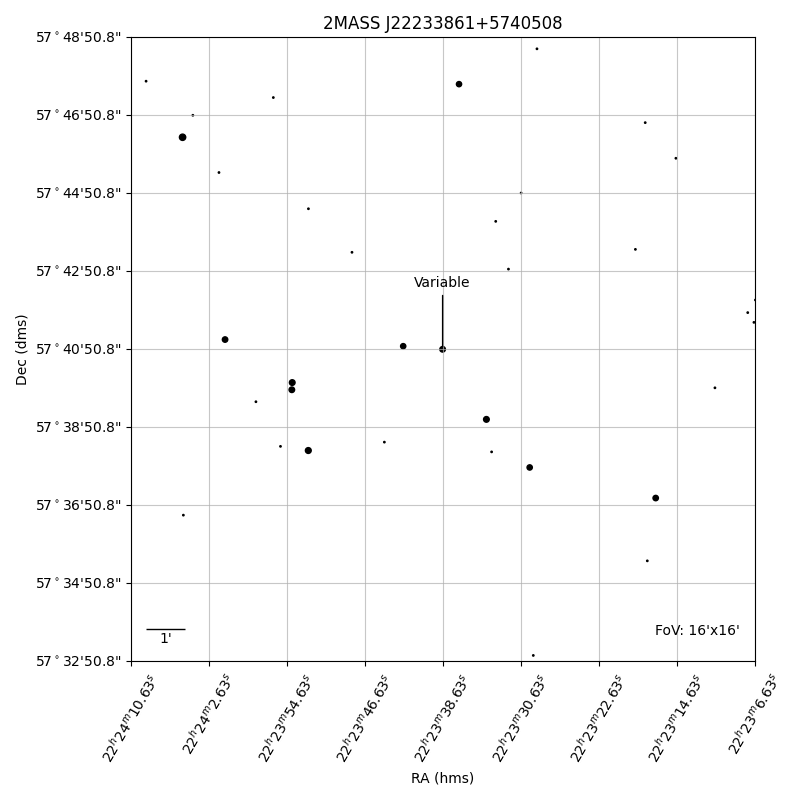 2MASS J22233861+5740508
57°48'50.8"
57°46'50.8"
57°44'50.8"
57°42'50.8"
57°40'50.8"
57°38'50.8"
57°36'50.8"
57°34'50.8"
57°32'50.8"
Dec (dms)
Variable
1'
FoV: 16'x16'
22ʰ24ᵐ10.63ˢ
22ʰ24ᵐ2.63ˢ
22ʰ23ᵐ54.63ˢ
22ʰ23ᵐ46.63ˢ
22ʰ23ᵐ38.63ˢ
22ʰ23ᵐ30.63ˢ
22ʰ23ᵐ22.63ˢ
22ʰ23ᵐ14.63ˢ
22ʰ23ᵐ6.63ˢ
RA (hms)